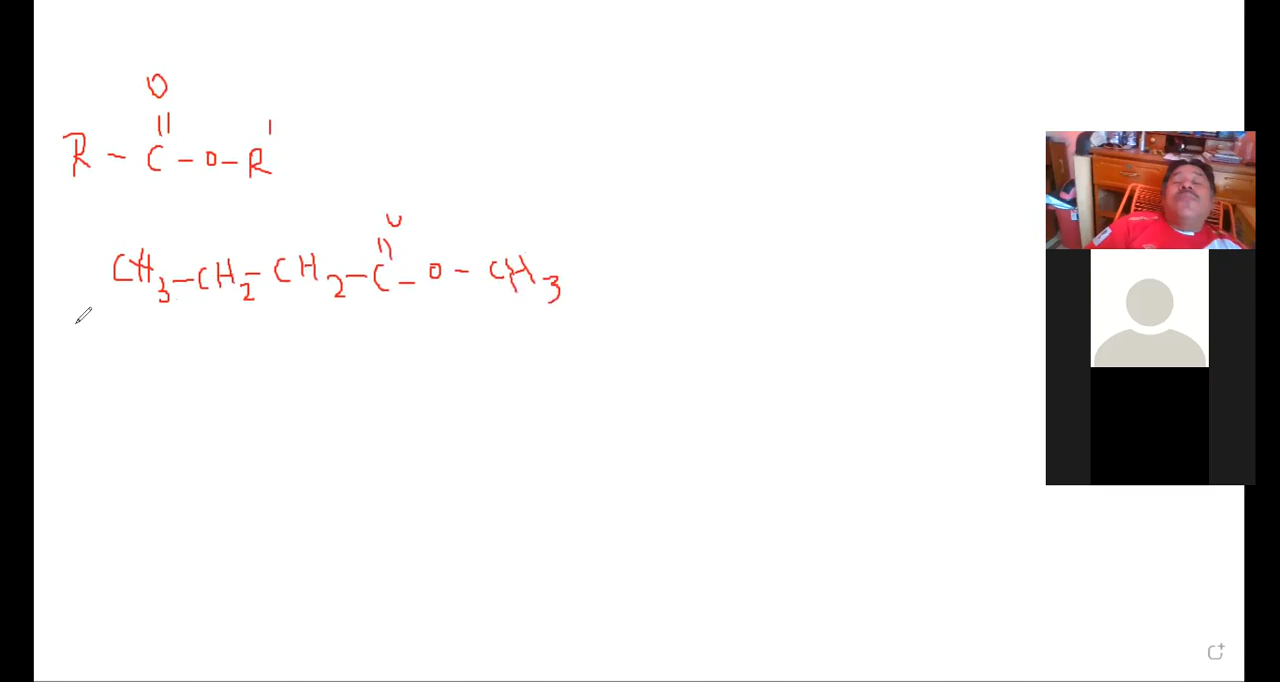 O
||
R - C - O - R'
O
||
CH3 - CH2 - CH2 - C - O - CH3